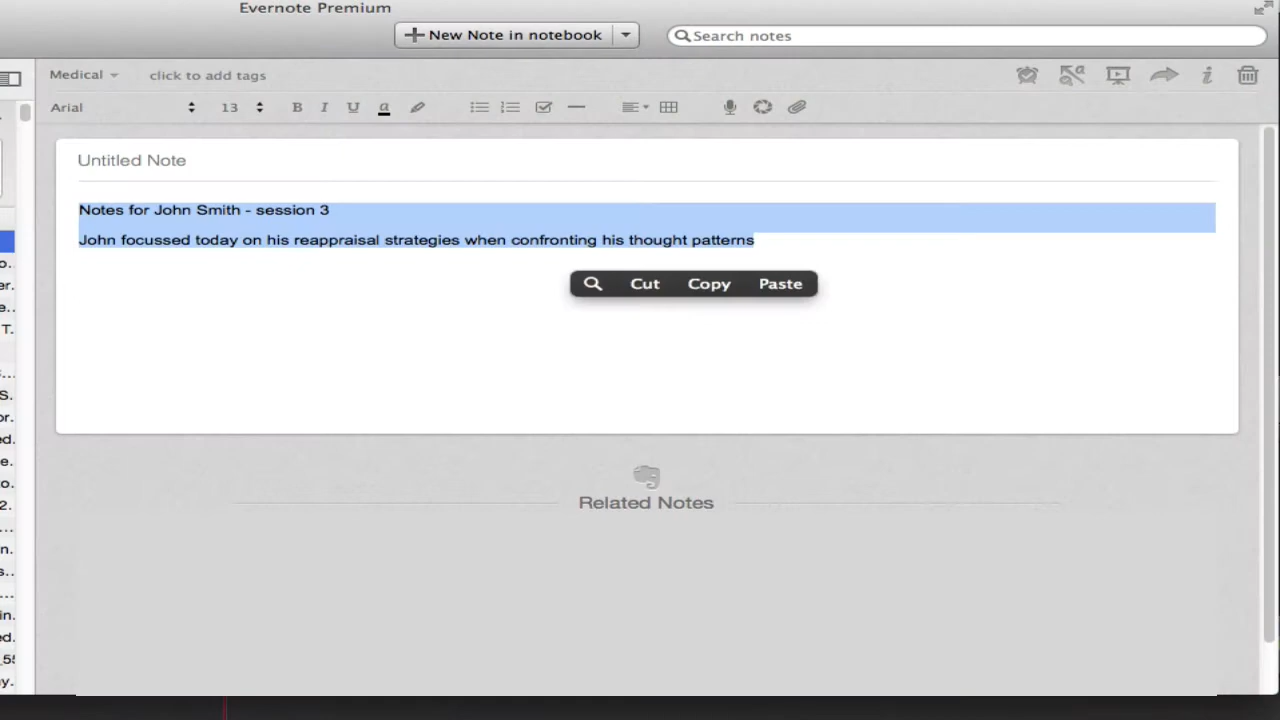 Evernote Premium
New Note in notebook
Search notes
Medical
click to add tags
Arial
13
B I U a
Untitled Note
Notes for John Smith - session 3
John focussed today on his reappraisal strategies when confronting his thought patterns
Cut Copy Paste
Related Notes